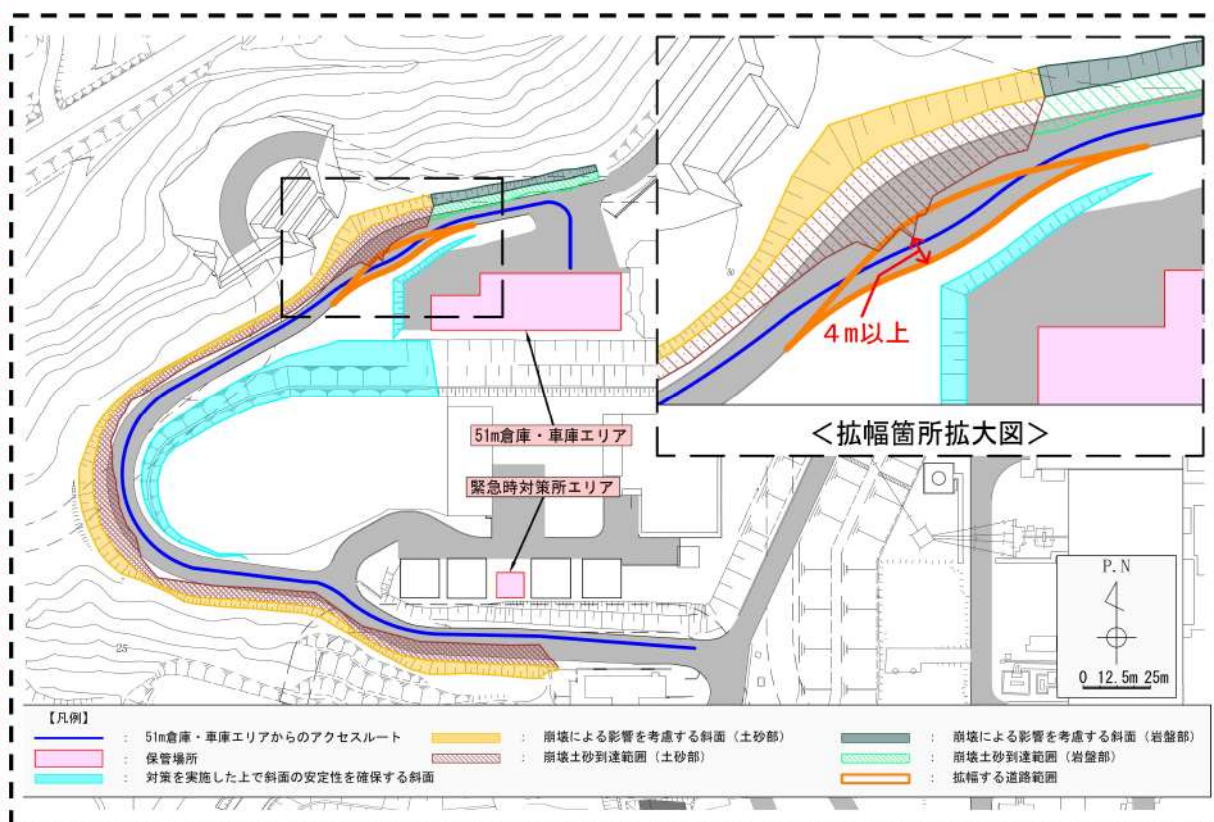 4m以上
<拡幅箇所拡大図>
51m倉庫・車庫エリア
緊急時対策所エリア
25
P.N
0 12.5m 25m
【凡例】
: 51m倉庫・車庫エリアからのアクセスルート
: 保管場所
: 対策を実施した上で斜面の安定性を確保する斜面
: 崩壊による影響を考慮する斜面（土砂部）
: 崩壊土砂到達範囲（土砂部）
: 崩壊による影響を考慮する斜面（岩盤部）
: 崩壊土砂到達範囲（岩盤部）
: 拡幅する道路範囲